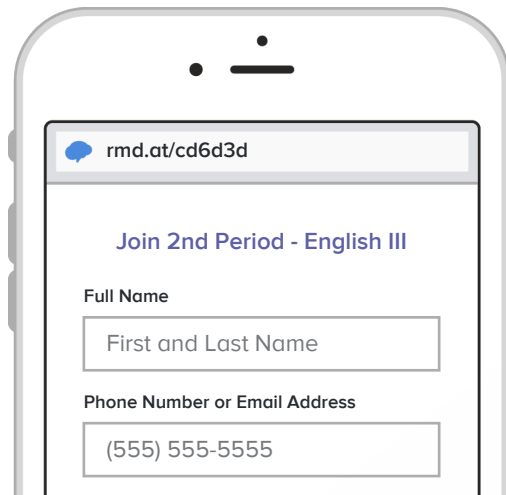 rmd.at/cd6d3d
Join 2nd Period - English III
Full Name
First and Last Name
Phone Number or Email Address
(555) 555-5555